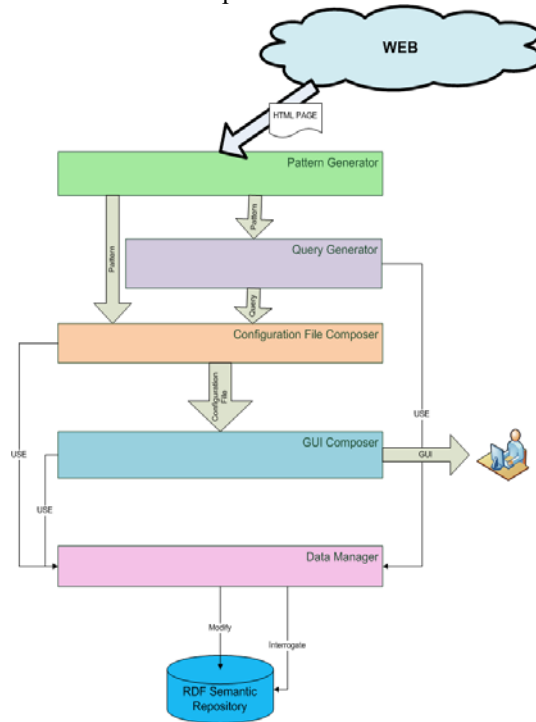 WEB
HTML PAGE
Pattern Generator
Pattern
Pattern
Query Generator
Query
Configuration File Composer
Configuration
File
USE
GUI Composer
GUI
USE
USE
Data Manager
Modify
Interrogate
RDF Semantic
Repository